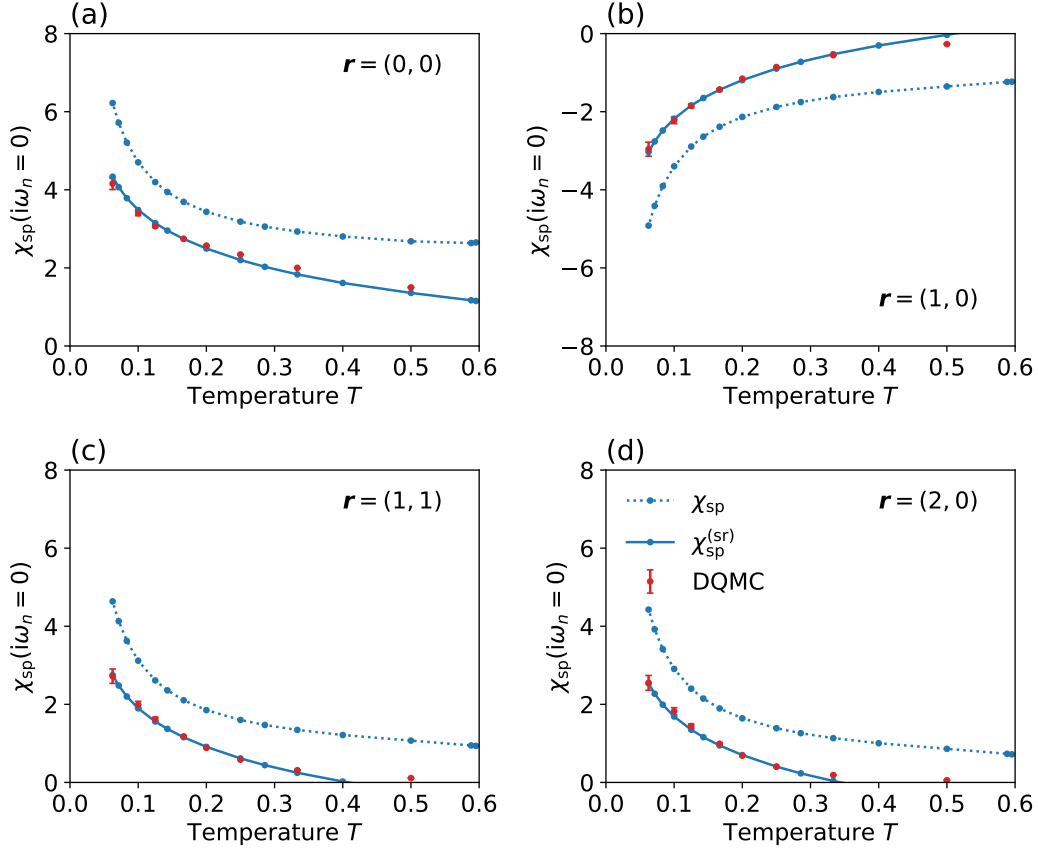 (a)
χsp(iωn = 0)
8
6
4
2
0
r = (0, 0)
0.0 0.1 0.2 0.3 0.4 0.5 0.6
Temperature T
(b)
χsp(iωn = 0)
0
−2
−4
−6
−8
r = (1, 0)
0.0 0.1 0.2 0.3 0.4 0.5 0.6
Temperature T
(c)
χsp(iωn = 0)
8
6
4
2
0
r = (1, 1)
0.0 0.1 0.2 0.3 0.4 0.5 0.6
Temperature T
(d)
χsp(iωn = 0)
8
6
4
2
0
r = (2, 0)
χsp
χsp(sr)
DQMC
0.0 0.1 0.2 0.3 0.4 0.5 0.6
Temperature T